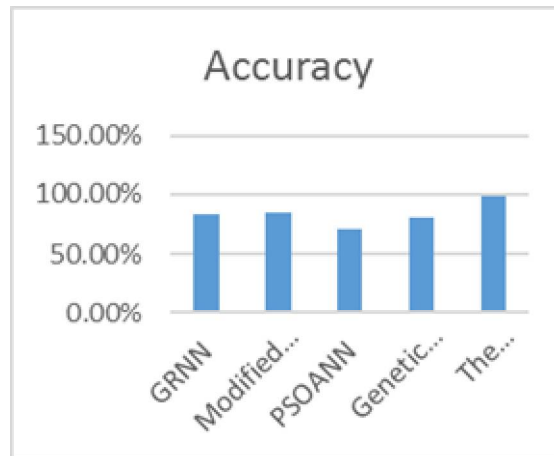 Accuracy
150.00%
100.00%
50.00%
0.00%
GRNN
Modified...
PSOANN
Genetic...
The...